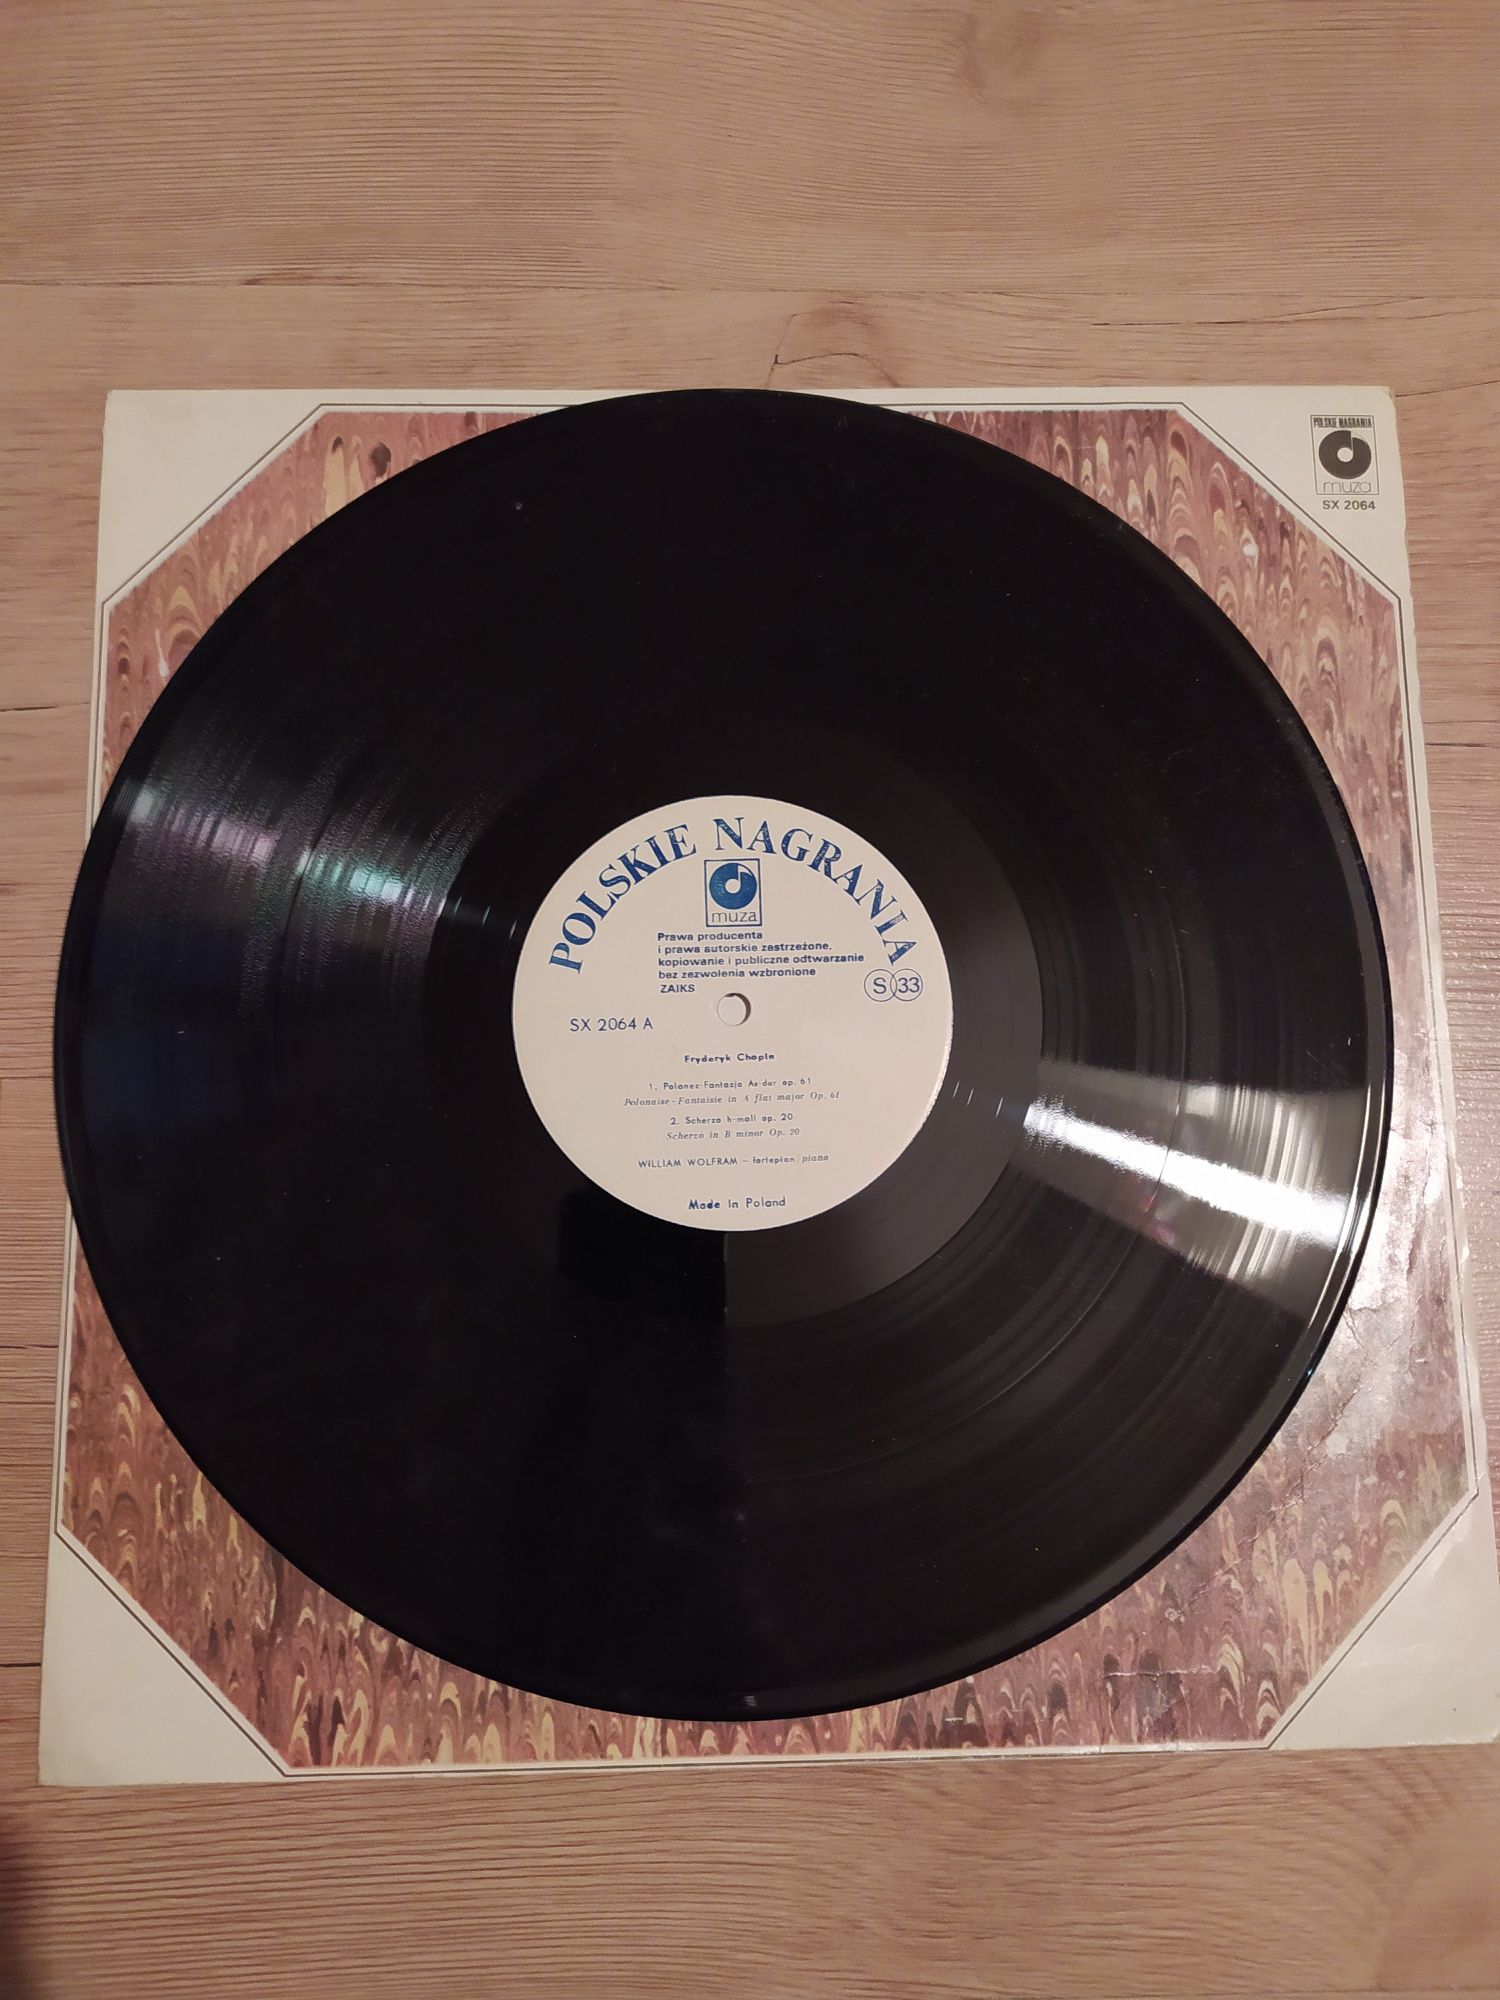 POLSKIE NAGRANIA
muza
SX 2064
POLSKIE NAGRANIA
muza
Prawa producenta
i prawa autorskie zastrzeżone,
kopiowanie i publiczne odtwarzanie
bez zezwolenia wzbronione
ZAIKS
S 33
SX 2064 A
Fryderyk Chopin
1. Polonez-Fantazja As-dur op. 61
Polonaise-Fantaisie in A flat major Op. 61
2. Scherzo h-moll op. 20
Scherzo in B minor Op. 20
WILLIAM WOLFRAM — fortepian/piano
Made in Poland